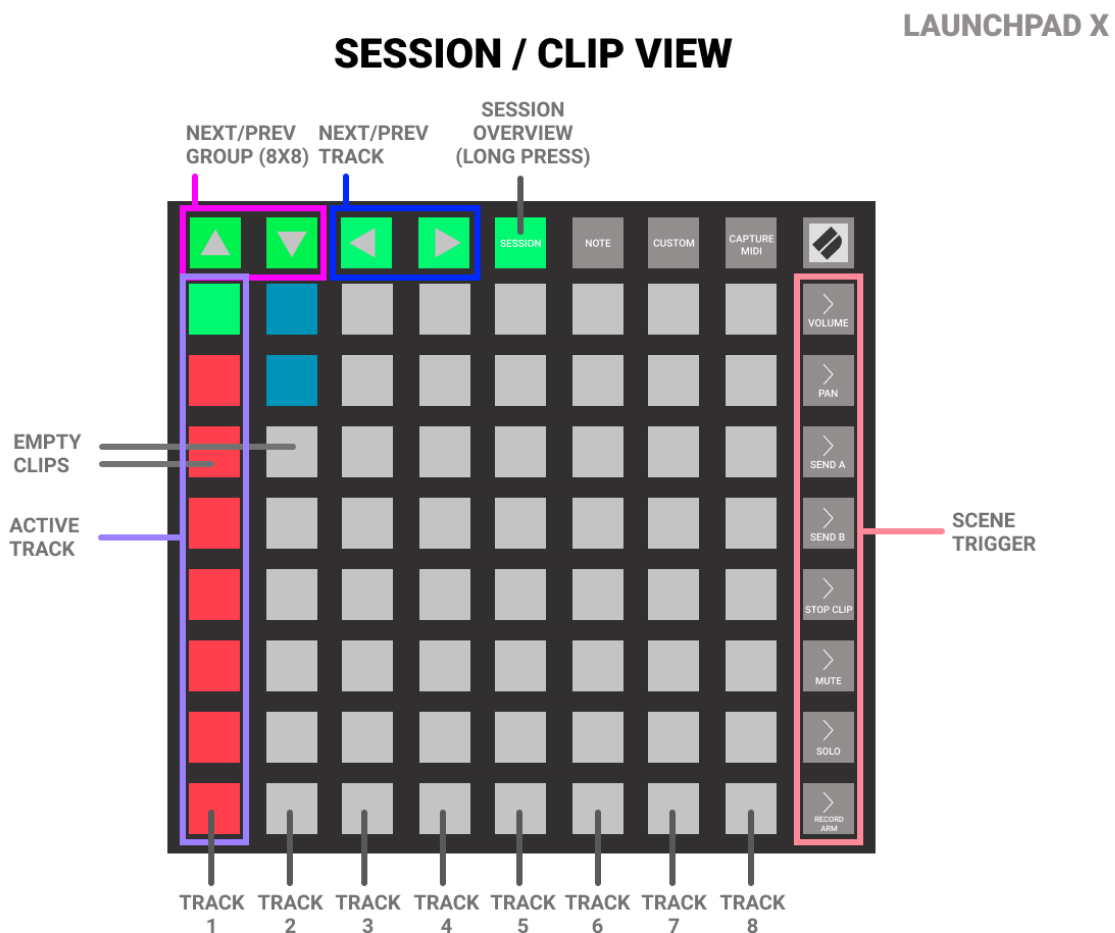 LAUNCHPAD X
SESSION / CLIP VIEW
SESSION
OVERVIEW
(LONG PRESS)
NEXT/PREV
GROUP (8X8)
NEXT/PREV
TRACK
SESSION
NOTE
CUSTOM
CAPTURE
MIDI
VOLUME
PAN
EMPTY
CLIPS
SEND A
ACTIVE
TRACK
SEND B
SCENE
TRIGGER
STOP CLIP
MUTE
SOLO
RECORD
ARM
TRACK
1
TRACK
2
TRACK
3
TRACK
4
TRACK
5
TRACK
6
TRACK
7
TRACK
8